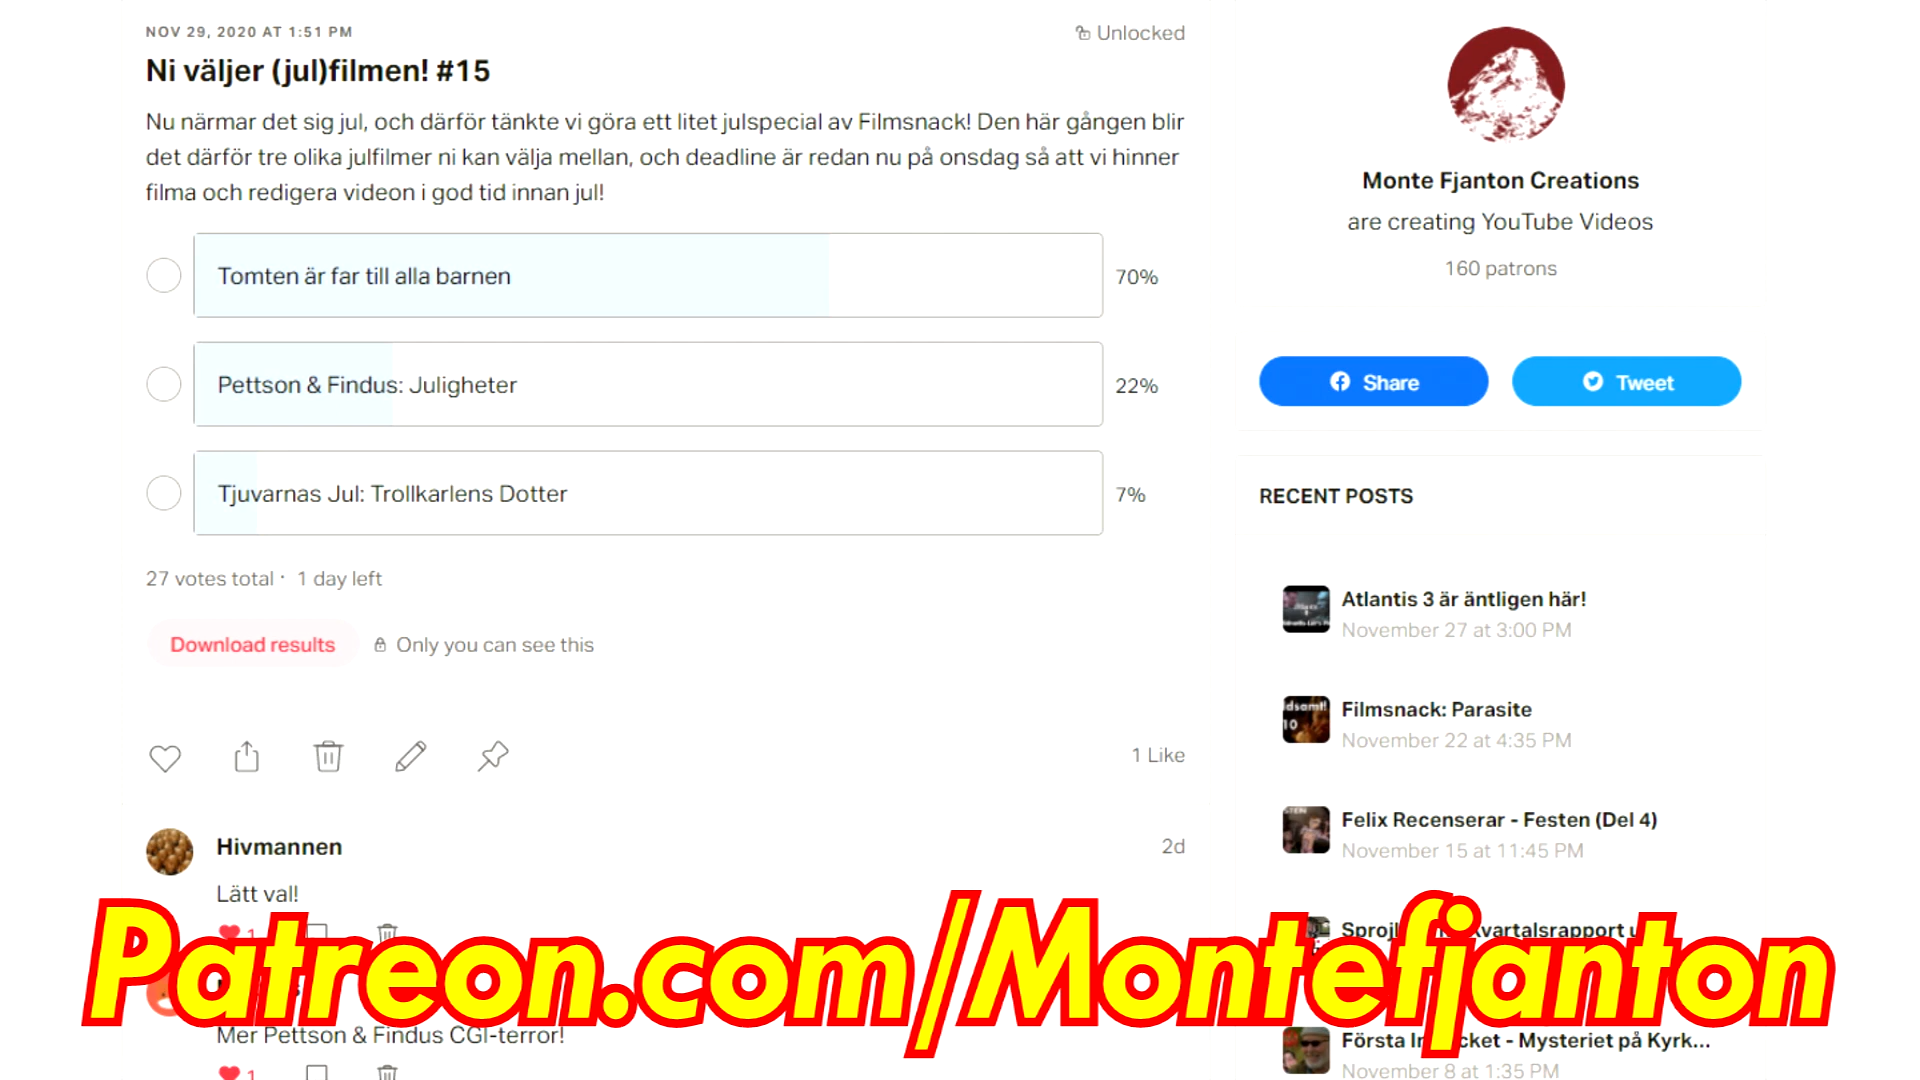 NOV 29, 2020 AT 1:51 PM
Unlocked
Ni väljer (jul)filmen! #15
Nu närmar det sig jul, och därför tänkte vi göra ett litet julspecial av Filmsnack! Den här gången blir
det därför tre olika julfilmer ni kan välja mellan, och deadline är redan nu på onsdag så att vi hinner
filma och redigera videon i god tid innan jul!
Tomten är far till alla barnen
70%
Pettson & Findus: Juligheter
22%
Tjuvarnas Jul: Trollkarlens Dotter
7%
27 votes total · 1 day left
Download results
Only you can see this
1 Like
Hivmannen
2d
Lätt val!
1
Mer Pettson & Findus CGI-terror!
1
Monte Fjanton Creations
are creating YouTube Videos
160 patrons
Share
Tweet
RECENT POSTS
Atlantis 3 är äntligen här!
November 27 at 3:00 PM
Filmsnack: Parasite
November 22 at 4:35 PM
Felix Recenserar - Festen (Del 4)
November 15 at 11:45 PM
Kvartalsrapport
Första
- Mysteriet på Kyrk...
November 8 at 1:35 PM
Patreon.com/Montefjanton